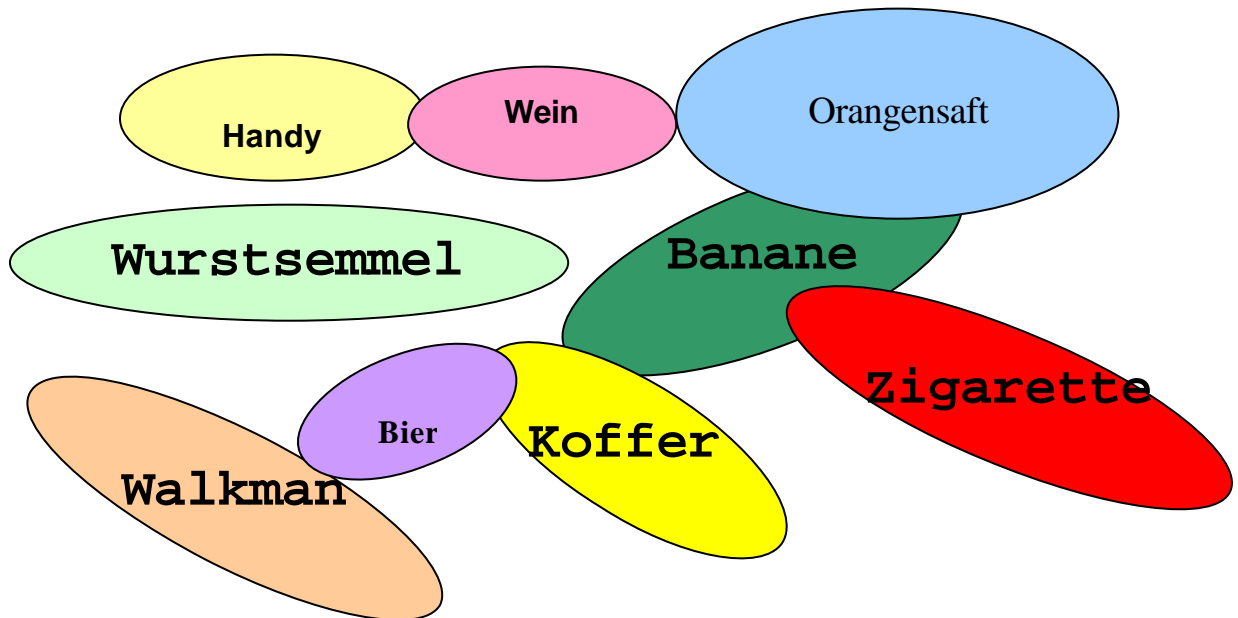 Handy
Wein
Orangensaft
Wurstsemmel
Banane
Zigarette
Bier
Koffer
Walkman